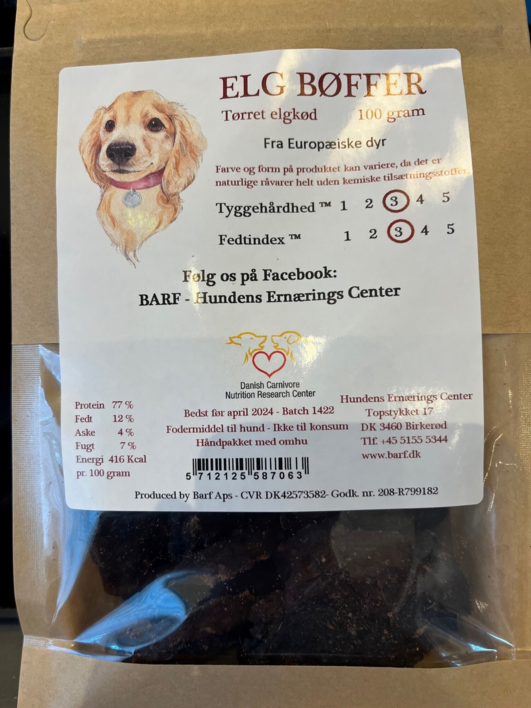 ELG BØFFER
Tørret elgkød 100 gram
Fra Europæiske dyr
Farve og form på produktet kan variere, da det er
naturlige råvarer helt uden kemiske tilsætningsstoffer
Tyggehårdhed ™ 1 2 3 4 5
Fedtindex ™ 1 2 3 4 5
Følg os på Facebook:
BARF - Hundens Ernærings Center
Danish Carnivore
Nutrition Research Center
Protein 77 %
Fedt 12 %
Aske 4 %
Fugt 7 %
Energi 416 Kcal
pr. 100 gram
Bedst før april 2024 - Batch 1422
Fodermiddel til hund - Ikke til konsum
Håndpakket med omhu
Hundens Ernærings Center
Topstykket 17
DK 3460 Birkerød
Tlf. +45 5155 5344
www.barf.dk
5 712125 587063
Produced by Barf Aps - CVR DK42573582- Godk. nr. 208-R799182